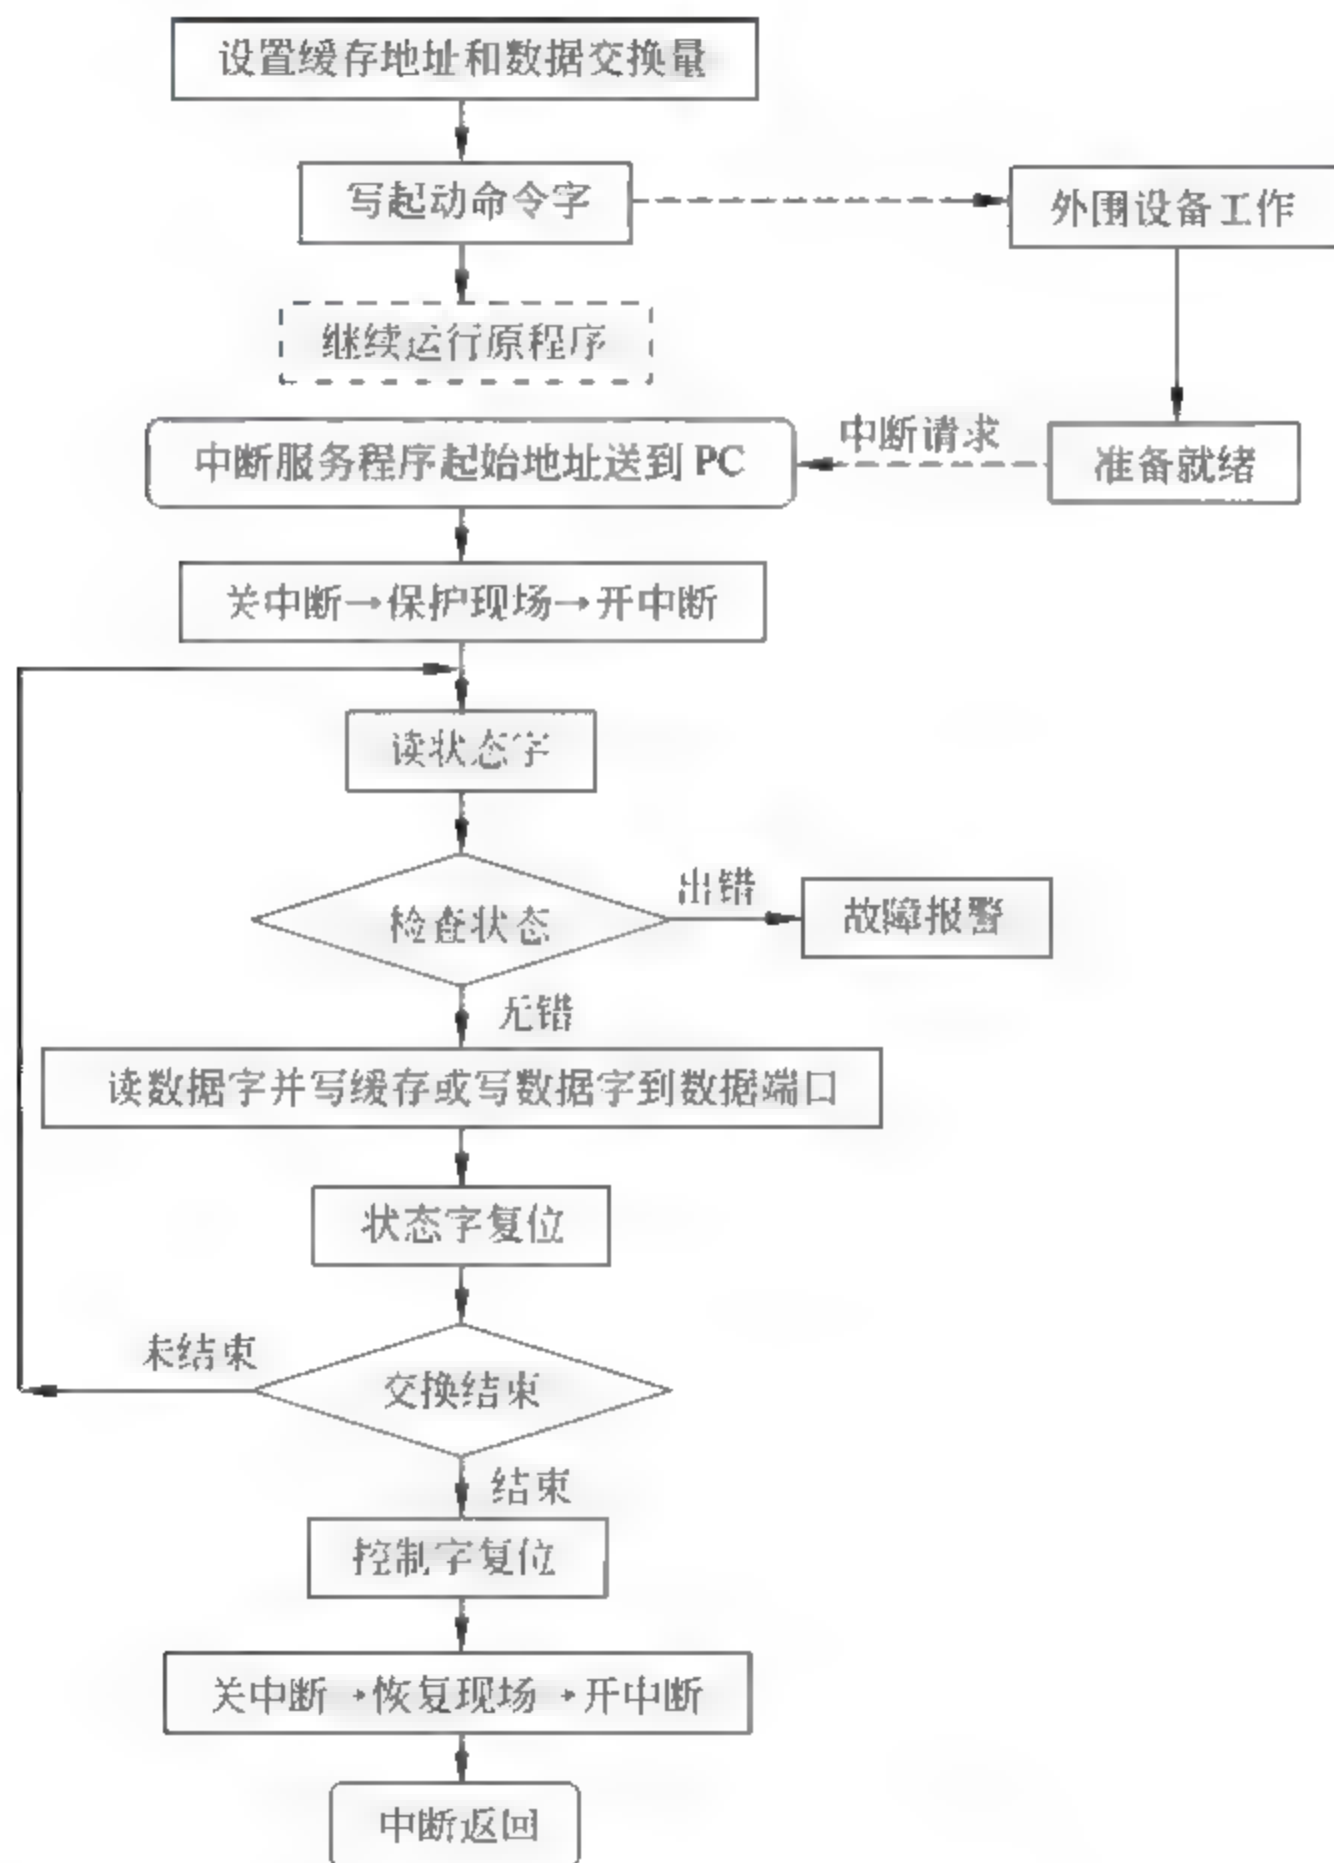 设置缓存地址和数据交换量
写起动命令字
外围设备工作
继续运行原程序
中断请求
中断服务程序起始地址送到 PC
准备就绪
关中断→保护现场→开中断
读状态字
检查状态
出错
故障报警
无错
读数据字并写缓存或写数据字到数据端口
状态字复位
未结束
交换结束
结束
控制字复位
关中断→恢复现场→开中断
中断返回